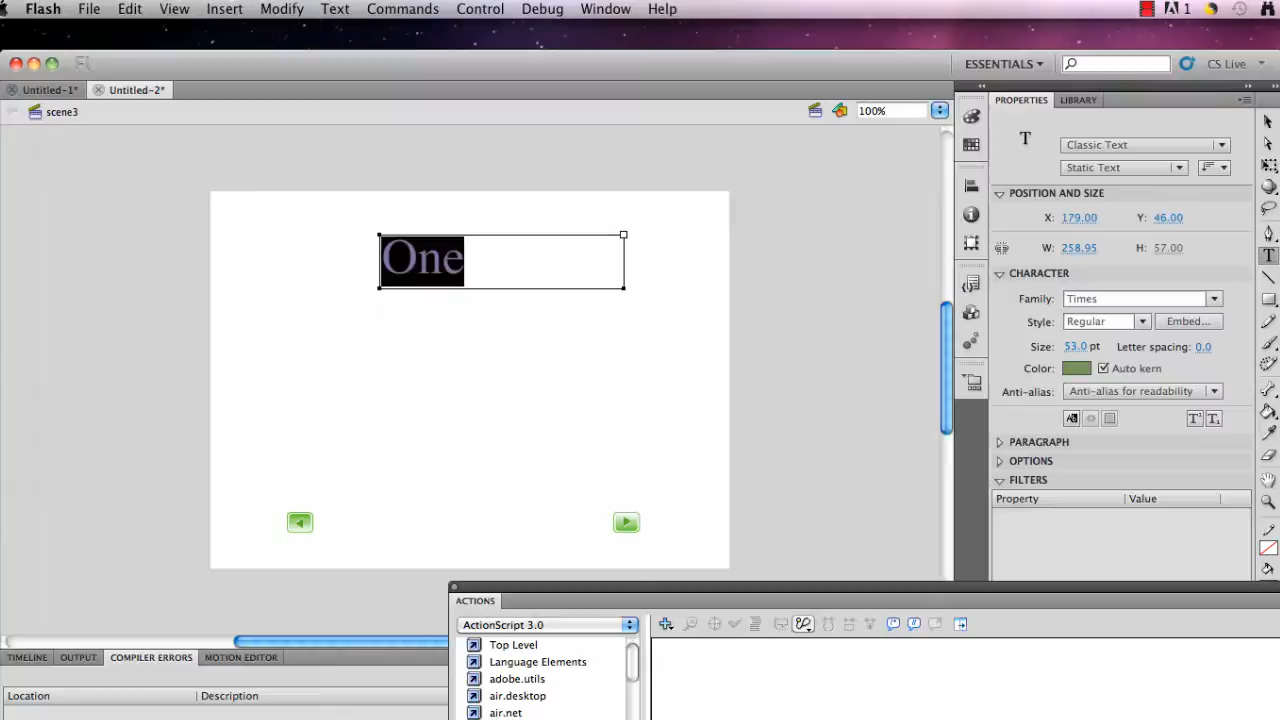 Flash File Edit View Insert Modify Text Commands Control Debug Window Help 1
Fl ESSENTIALS CS Live
Untitled-1* Untitled-2*
PROPERTIES LIBRARY
scene3 100%
T Classic Text
Static Text
POSITION AND SIZE
X: 179.00 Y: 46.00
W: 258.95 H: 57.00
One
CHARACTER
Family: Times
Style: Regular Embed...
Size: 53.0 pt Letter spacing: 0.0
Color: Auto kern
Anti-alias: Anti-alias for readability
PARAGRAPH
OPTIONS
FILTERS
Property Value
ACTIONS
ActionScript 3.0
Top Level
Language Elements
adobe.utils
air.desktop
air.net
TIMELINE OUTPUT COMPILER ERRORS MOTION EDITOR
Location Description